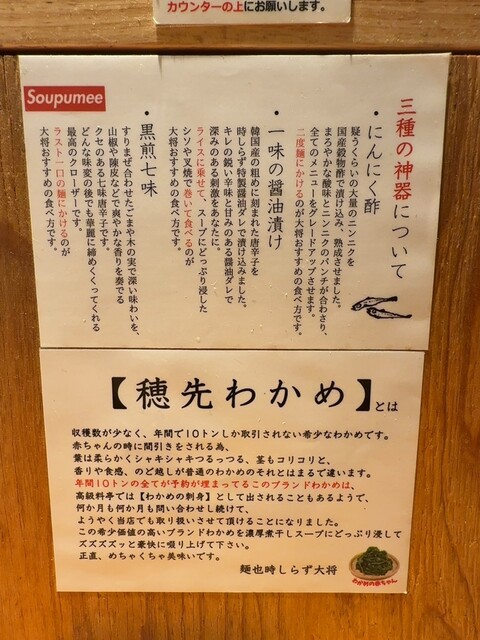 カウンターの上にお願いします。
Soupumee
三種の神器について
・にんにく酢
疑うくらいの大量のニンニクを
国産穀物酢で漬け込み、熟成させました。
まろやかな酸味とニンニクのパンチが合わさり、
全てのメニューをグレードアップさせます。
二度麺にかけるのが大将おすすめの食べ方です。
・一味の醤油漬け
韓国産の粗めに刻まれた唐辛子を
時しらず特製醤油ダレで漬け込みました。
キレの鋭い辛味と甘みのある醤油ダレで
深みのある刺激をあなたに。
ライスに乗せて、スープにどっぷり浸した
シソや叉焼で巻いて食べるのが
大将おすすめの食べ方です。
・黒煎七味
すりまぜ合わせたごまや木の実で深い味わいを、
山椒や陳皮などで爽やかな香りを奏でる
クセのある七味唐辛子です。
どんな味変の後でも華麗に締めくくってくれる
最高のクローザーです。
ラスト一口の麺にかけるのが
大将おすすめの食べ方です。
【穂先わかめ】とは
収穫数が少なく、年間で10トンしか取引されない希少なわかめです。
赤ちゃんの時に間引きをされる為、
葉は柔らかくシャキシャキつるっつる、茎もコリコリと、
香りや食感、のど越しが普通のわかめのそれとはまるで違います。
年間10トンの全てが予約が埋まってるこのブランドわかめは、
高級料亭では【わかめの刺身】として出されることもあるようで、
何か月も何か月も問い合わせし続けて、
ようやく当店でも取り扱いさせて頂けることになりました。
この希少価値の高いブランドわかめを濃厚煮干しスープにどっぷり浸して
ズズズズッと豪快に啜り上げて下さい。
正直、めちゃくちゃ美味いです。
麺也時しらず大将
わかめの赤ちゃん